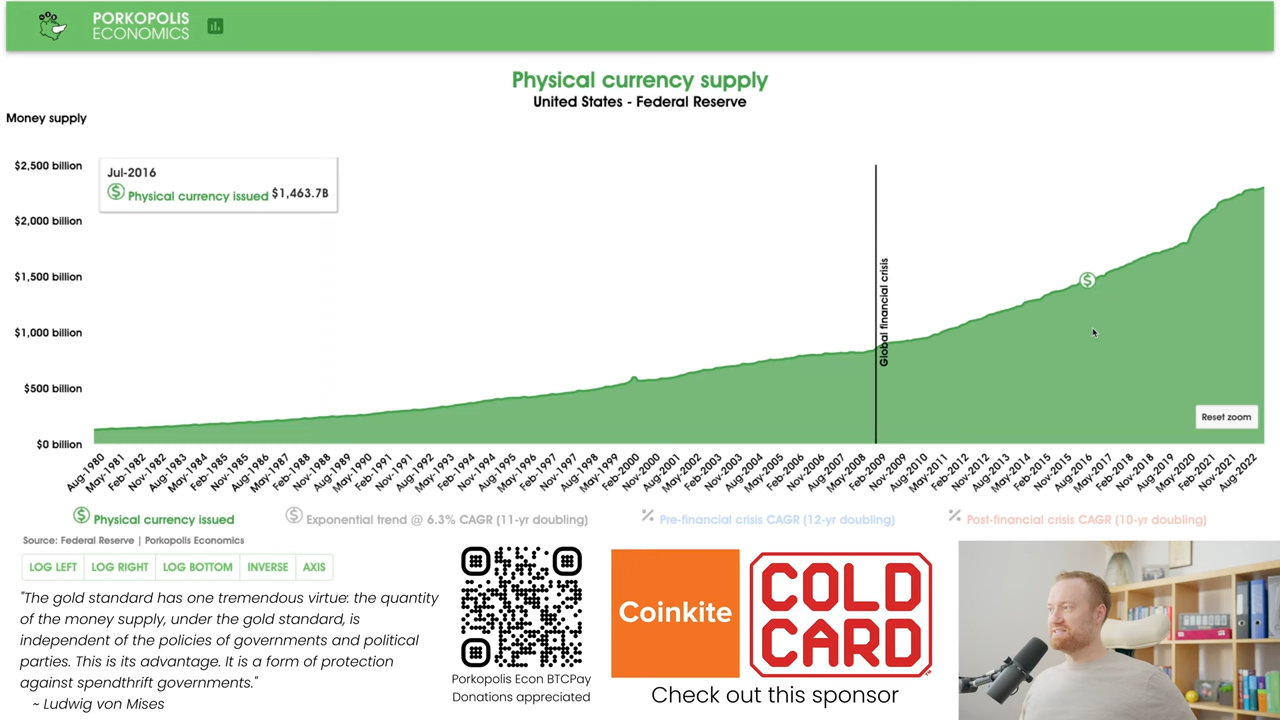 PORKOPOLIS
ECONOMICS
Physical currency supply
United States - Federal Reserve
Money supply
$2,500 billion
$2,000 billion
$1,500 billion
$1,000 billion
$500 billion
$0 billion
Jul-2016
Physical currency issued $1,463.7B
Global financial crisis
Reset zoom
Aug-1980
May-1981
Feb-1982
Nov-1982
Aug-1983
May-1984
Feb-1985
Nov-1985
Aug-1986
May-1987
Feb-1988
Nov-1988
Aug-1989
May-1990
Feb-1991
Nov-1991
Aug-1992
May-1993
Feb-1994
Nov-1994
Aug-1995
May-1996
Feb-1997
Nov-1997
Aug-1998
May-1999
Feb-2000
Nov-2000
Aug-2001
May-2002
Feb-2003
Nov-2003
Aug-2004
May-2005
Feb-2006
Nov-2006
Aug-2007
May-2008
Feb-2009
Nov-2009
Aug-2010
May-2011
Feb-2012
Nov-2012
Aug-2013
May-2014
Feb-2015
Nov-2015
Aug-2016
May-2017
Feb-2018
Nov-2018
Aug-2019
May-2020
Feb-2021
Nov-2021
Aug-2022
Physical currency issued
Exponential trend @ 6.3% CAGR (11-yr doubling)
Pre-financial crisis CAGR (12-yr doubling)
Post-financial crisis CAGR (10-yr doubling)
Source: Federal Reserve | Porkopolis Economics
LOG LEFT
LOG RIGHT
LOG BOTTOM
INVERSE
AXIS
"The gold standard has one tremendous virtue: the quantity
of the money supply, under the gold standard, is
independent of the policies of governments and political
parties. This is its advantage. It is a form of protection
against spendthrift governments."
~ Ludwig von Mises
Porkopolis Econ BTCPay
Donations appreciated
Coinkite
COLD
CARD
TM
Check out this sponsor